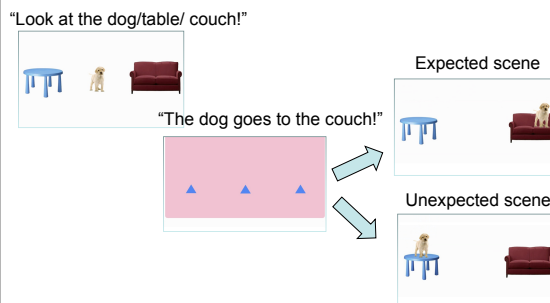 “Look at the dog/table/ couch!”
Expected scene
“The dog goes to the couch!”
Unexpected scene